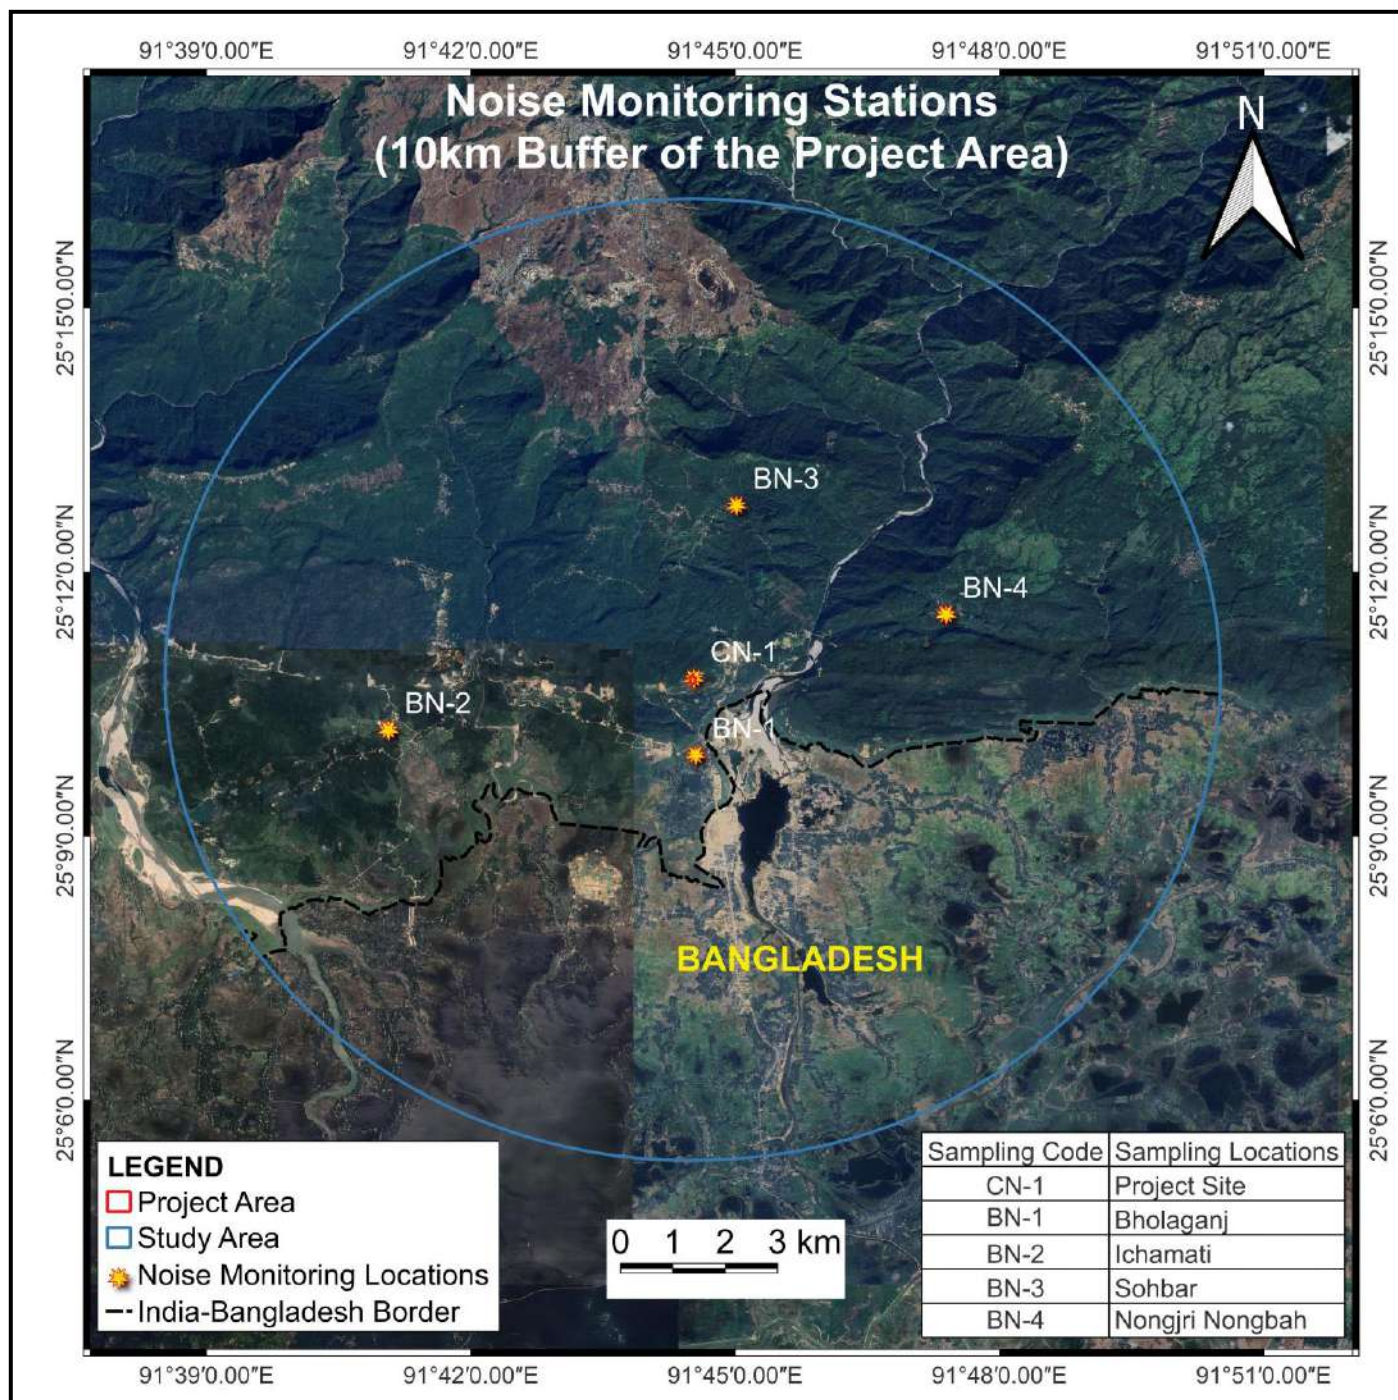 91°39'0.00"E 91°42'0.00"E 91°45'0.00"E 91°48'0.00"E 91°51'0.00"E
Noise Monitoring Stations
(10km Buffer of the Project Area)
N
25°15'0.00"N 25°15'0.00"N
BN-3
25°12'0.00"N 25°12'0.00"N
BN-4
CN-1
BN-2
BN-1
25°9'0.00"N 25°9'0.00"N
BANGLADESH
25°6'0.00"N 25°6'0.00"N
LEGEND
Project Area
Study Area
Noise Monitoring Locations
India-Bangladesh Border
0 1 2 3 km
Sampling Code Sampling Locations
CN-1 Project Site
BN-1 Bholaganj
BN-2 Ichamati
BN-3 Sohbar
BN-4 Nongjri Nongbah
91°39'0.00"E 91°42'0.00"E 91°45'0.00"E 91°48'0.00"E 91°51'0.00"E